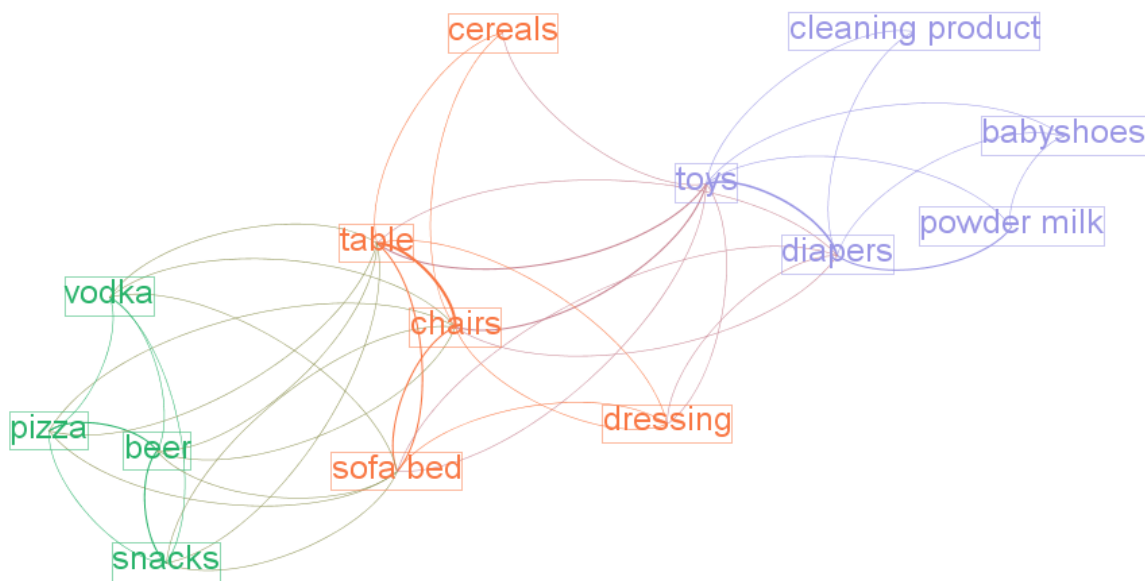 cereals
cleaning product
babyshoes
toys
powder milk
table
diapers
vodka
chairs
dressing
pizza
beer
sofa bed
snacks